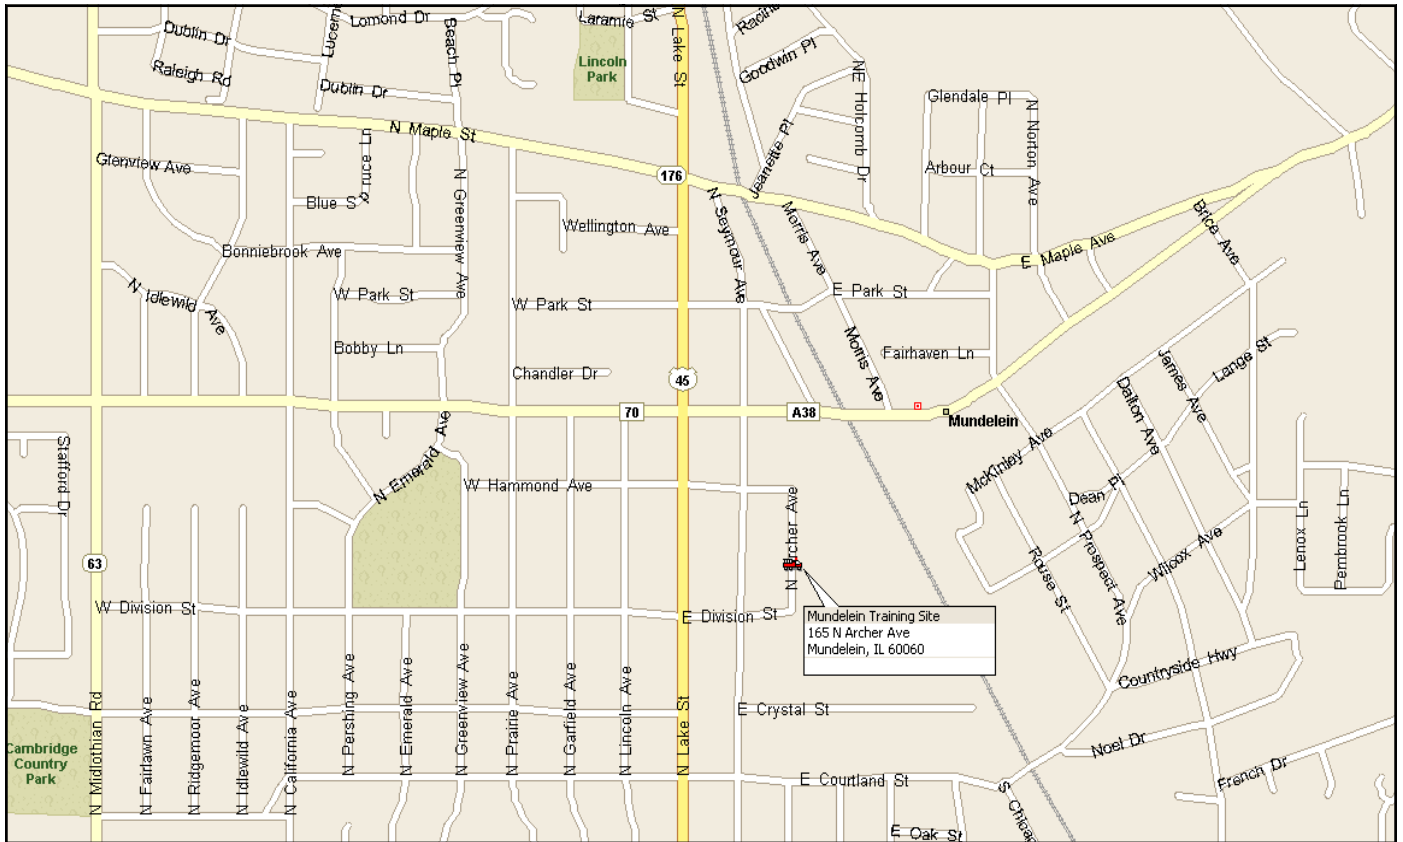 Lomond Dr
Laramie St
Dublin Dr
Beach Pl
N Lake St
Goodwin Pl
Lincoln
Park
Raleigh Rd
Dublin Dr
NE Holcomb Dr
Glendale Pl
N Norton Ave
N Maple St
Jeanette Pl
Glenview Ave
Arbour Ct
176
N Greenview Ave
N Seymour Ave
Morris Ave
Brice Ave
Wellington Ave
Bonniebrook Ave
E Maple Ave
N Idlewild Ave
W Park St
W Park St
E Park St
Bobby Ln
Morris Ave
Fairhaven Ln
Chandler Dr
45
Dalton Ave
James Ave
Lange St
70
A38
Mundelein
Stafford Dr
N Emerald Ave
McKinley Ave
W Hammond Ave
Dean Pl
N Archer Ave
N Prospect Ave
Wilcox Ave
Lenox Ln
Pembrook Ln
63
Rouse St
W Division St
E Division St
Mundelein Training Site
165 N Archer Ave
Mundelein, IL 60060
Countryside Hwy
N Midlothian Rd
N Fairlawn Ave
N Ridgemoor Ave
N Idlewild Ave
N California Ave
N Pershing Ave
N Emerald Ave
N Greenview Ave
N Prairie Ave
N Garfield Ave
N Lincoln Ave
N Lake St
E Crystal St
Cambridge
Country
Park
Noel Dr
E Courtland St
French Dr
E Oak St